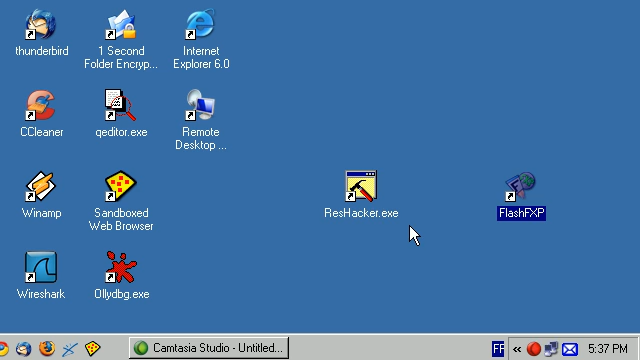 thunderbird
1 Second
Folder Encryp...
Internet
Explorer 6.0
CCleaner
qeditor.exe
Remote
Desktop ...
Winamp
Sandboxed
Web Browser
ResHacker.exe
FlashFXP
Wireshark
Ollydbg.exe
Camtasia Studio - Untitled...
FF
«
5:37 PM